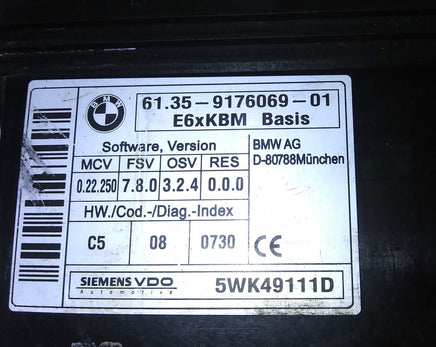 BMW
61.35-9176069-01
E6xKBM Basis
Software, Version
MCV FSV OSV RES
0.22.250 7.8.0 3.2.4 0.0.0
HW./Cod.-/Diag.-Index
C5 08 0730
BMW AG
D-80788München
CE
SIEMENS VDO
Automotive
5WK49111D